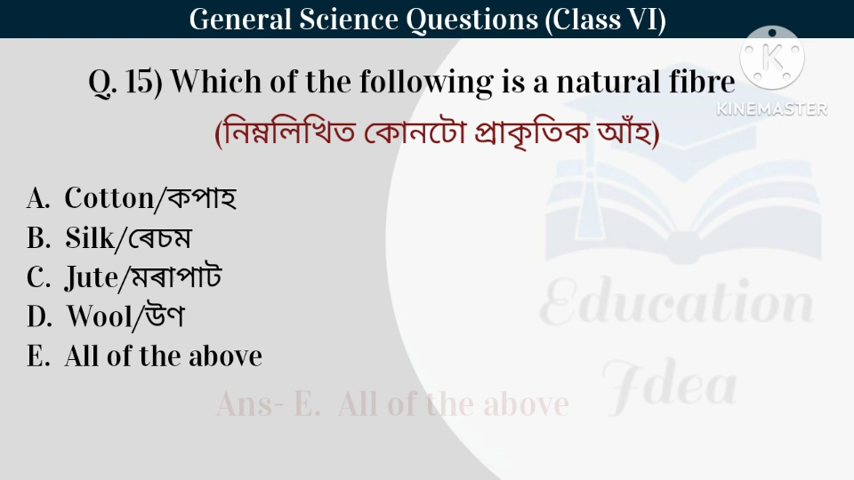 General Science Questions (Class VI)
Q. 15) Which of the following is a natural fibre
(নিম্নলিখিত কোনটো প্ৰাকৃতিক আঁহ)
KINEMASTER
A. Cotton/কপাহ
B. Silk/ৰেচম
C. Jute/মৰাপাট
D. Wool/উণ
E. All of the above
Education
Idea
Ans- E. All of the above